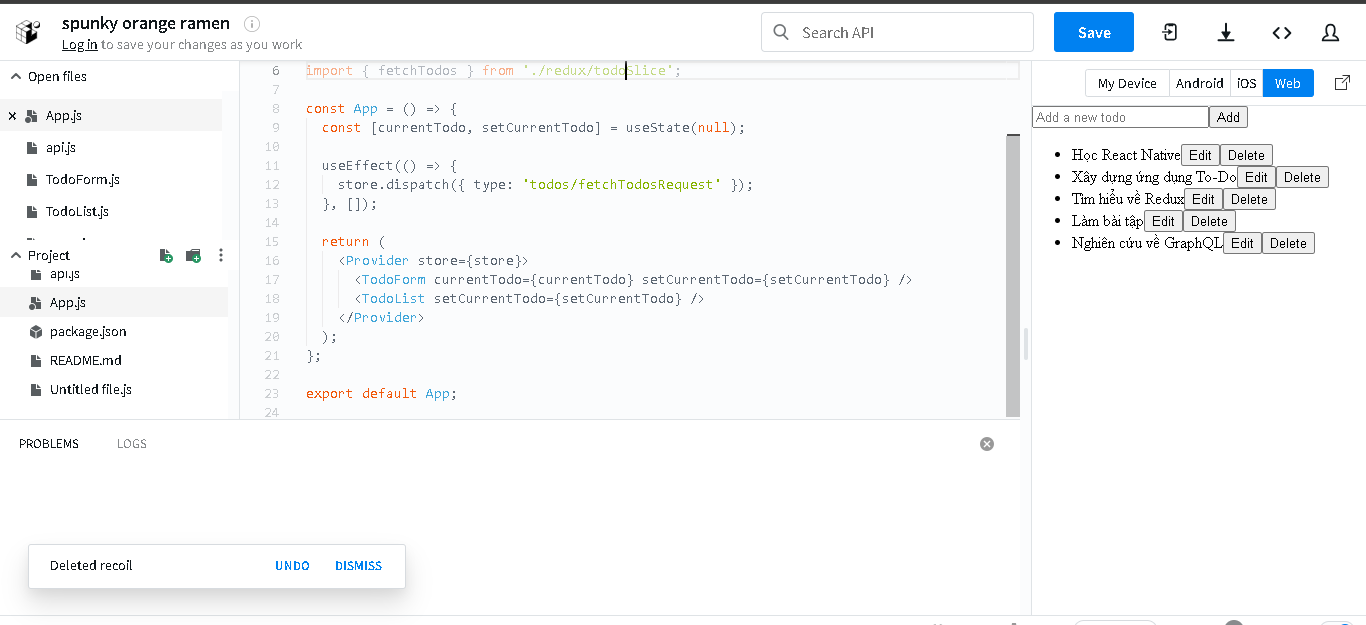 spunky orange ramen
Log in to save your changes as you work
Search API
Save
Open files
App.js
api.js
TodoForm.js
TodoList.js
Project
api.js
App.js
package.json
README.md
Untitled file.js
6 import { fetchTodos } from './redux/todoSlice';
7
8 const App = () => {
9 const [currentTodo, setCurrentTodo] = useState(null);
10
11 useEffect(() => {
12 store.dispatch({ type: 'todos/fetchTodosRequest' });
13 }, []);
14
15 return (
16 <Provider store={store}>
17 <TodoForm currentTodo={currentTodo} setCurrentTodo={setCurrentTodo} />
18 <TodoList setCurrentTodo={setCurrentTodo} />
19 </Provider>
20 );
21 };
22
23 export default App;
24
My Device Android iOS Web
Add a new todo Add
Học React Native Edit Delete
Xây dựng ứng dụng To-Do Edit Delete
Tìm hiểu về Redux Edit Delete
Làm bài tập Edit Delete
Nghiên cứu về GraphQL Edit Delete
PROBLEMS LOGS
Deleted recoil UNDO DISMISS